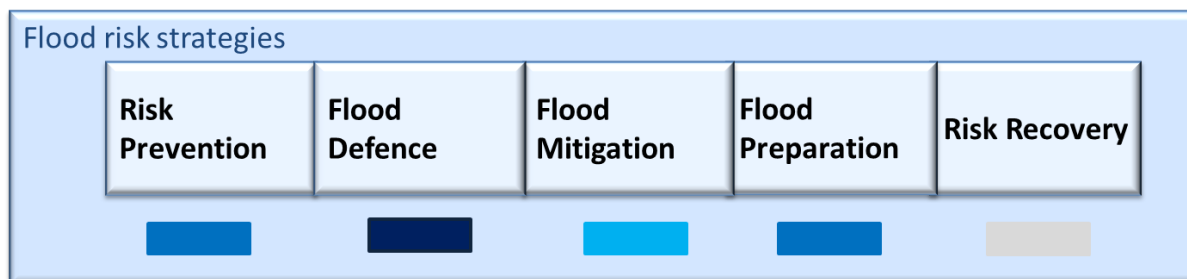 Flood risk strategies
Risk
Prevention
Flood
Defence
Flood
Mitigation
Flood
Preparation
Risk Recovery